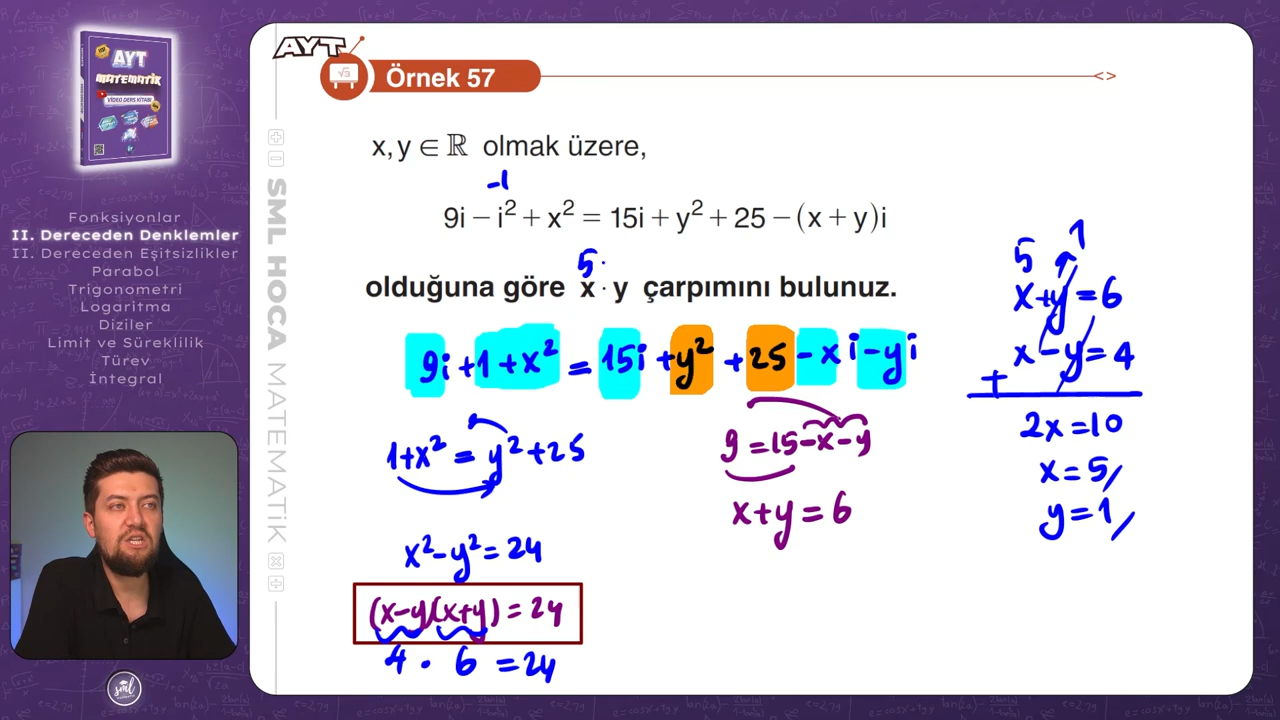 AYT
MATEMATİK
VİDEO DERS KİTABI
Fonksiyonlar
II. Dereceden Denklemler
II. Dereceden Eşitsizlikler
Parabol
Trigonometri
Logaritma
Diziler
Limit ve Süreklilik
Türev
İntegral
sml
SML HOCA MATEMATİK
AYT
√3
Örnek 57
<>
x, y ∈ ℝ olmak üzere,
-1
9i − i² + x² = 15i + y² + 25 − (x + y)i
5 ·
olduğuna göre x · y çarpımını bulunuz.
9i + 1 + x² = 15i + y² + 25 - xi - yi
1+x² = y² + 25
x² - y² = 24
(x-y)(x+y) = 24
4 · 6 = 24
9 = 15 - x - y
x+y = 6
5 1
x+y = 6
x - y = 4
+
2x = 10
x = 5
y = 1